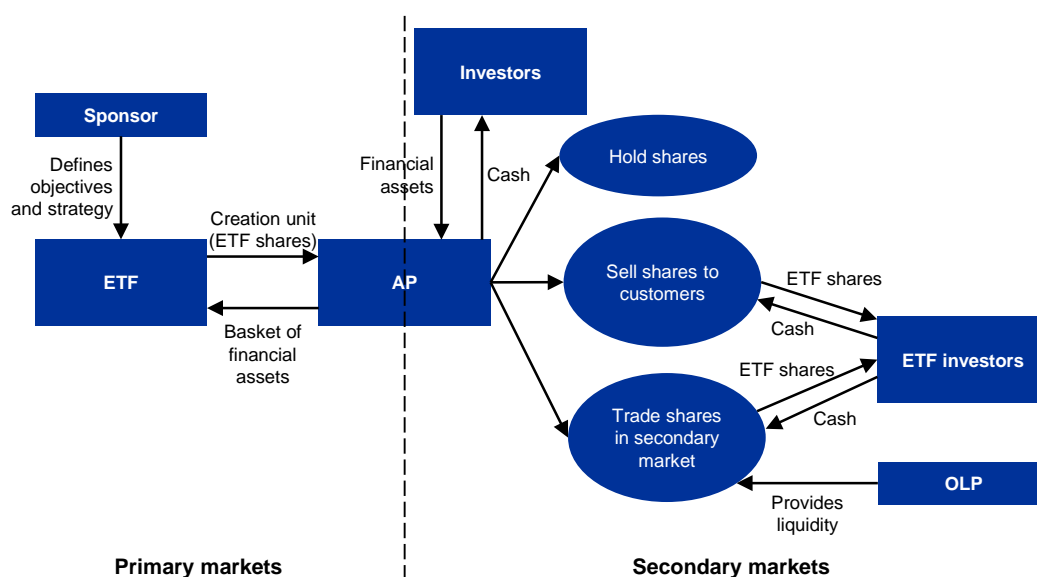 Investors
Sponsor
Defines
objectives
and strategy
Financial
assets
Cash
Hold shares
Creation unit
(ETF shares)
ETF
AP
Basket of
financial
assets
Sell shares to
customers
ETF shares
Cash
ETF investors
ETF shares
Cash
Trade shares
in secondary
market
OLP
Provides
liquidity
Primary markets
Secondary markets